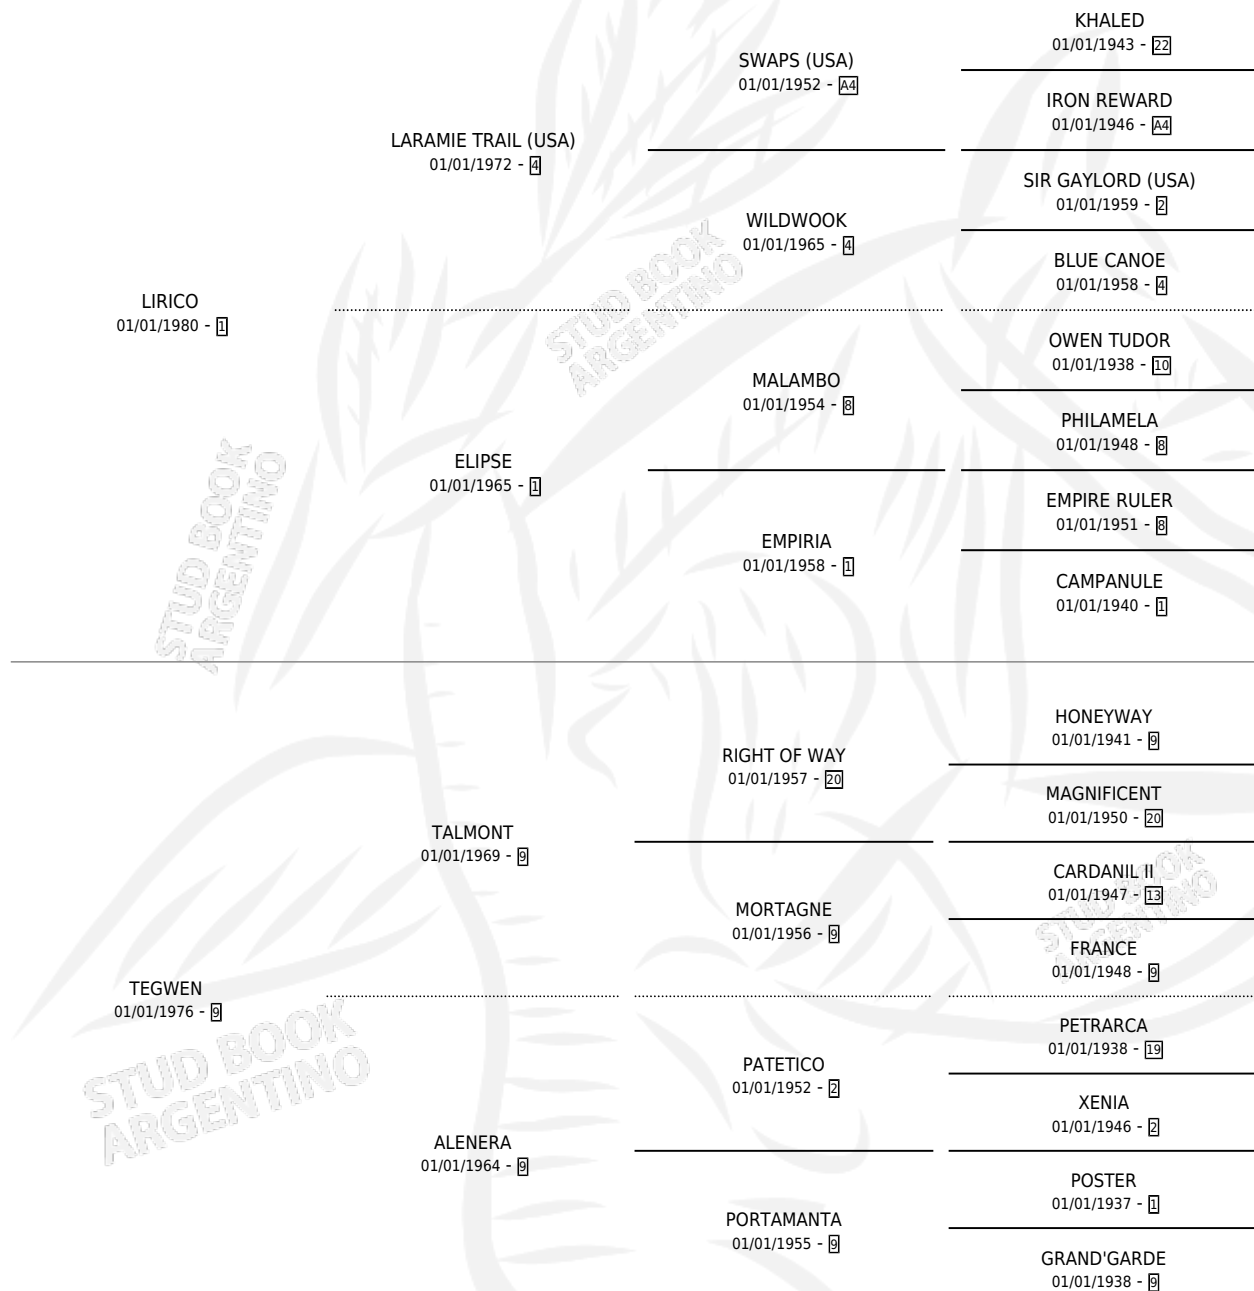 KHALED
01/01/1943 - 22
SWAPS (USA)
01/01/1952 - A4
IRON REWARD
01/01/1946 - A4
LARAMIE TRAIL (USA)
01/01/1972 - 4
SIR GAYLORD (USA)
01/01/1959 - 2
WILDWOOK
01/01/1965 - 4
BLUE CANOE
01/01/1958 - 4
LIRICO
01/01/1980 - 1
OWEN TUDOR
01/01/1938 - 10
MALAMBO
01/01/1954 - 8
PHILAMELA
01/01/1948 - 8
ELIPSE
01/01/1965 - 1
EMPIRE RULER
01/01/1951 - 8
EMPIRIA
01/01/1958 - 1
CAMPANULE
01/01/1940 - 1
HONEYWAY
01/01/1941 - 9
RIGHT OF WAY
01/01/1957 - 20
MAGNIFICENT
01/01/1950 - 20
TALMONT
01/01/1969 - 9
CARDANIL II
01/01/1947 - 13
MORTAGNE
01/01/1956 - 9
FRANCE
01/01/1948 - 9
TEGWEN
01/01/1976 - 9
PETRARCA
01/01/1938 - 19
PATETICO
01/01/1952 - 2
XENIA
01/01/1946 - 2
ALENERA
01/01/1964 - 9
POSTER
01/01/1937 - 1
PORTAMANTA
01/01/1955 - 9
GRAND'GARDE
01/01/1938 - 9
STUD BOOK
ARGENTINO
STUD BOOK
ARGENTINO
STUD BOOK
ARGENTINO
STUD BOOK
ARGENTINO